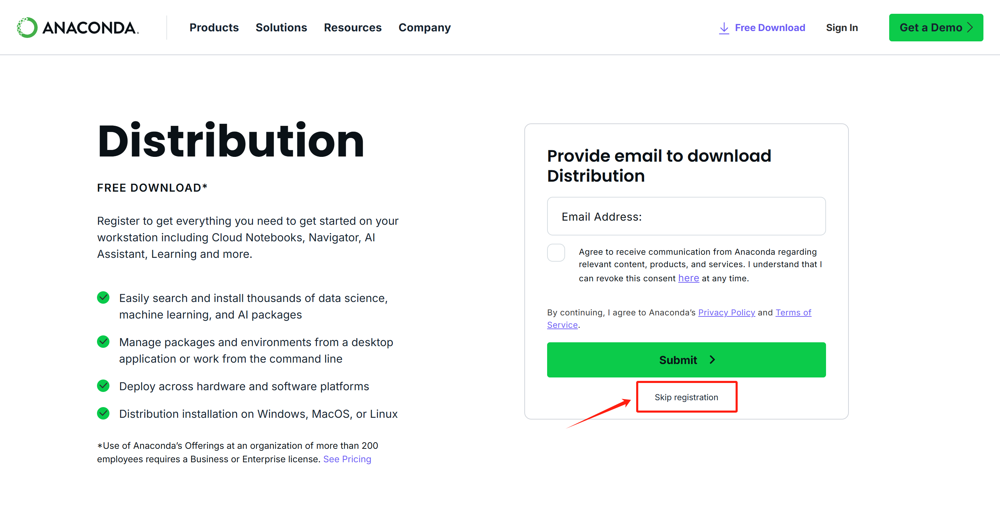 ANACONDA.
Products Solutions Resources Company
Free Download Sign In Get a Demo
Distribution
FREE DOWNLOAD*
Register to get everything you need to get started on your
workstation including Cloud Notebooks, Navigator, AI
Assistant, Learning and more.
Easily search and install thousands of data science,
machine learning, and AI packages
Manage packages and environments from a desktop
application or work from the command line
Deploy across hardware and software platforms
Distribution installation on Windows, MacOS, or Linux
*Use of Anaconda’s Offerings at an organization of more than 200
employees requires a Business or Enterprise license. See Pricing
Provide email to download
Distribution
Email Address:
Agree to receive communication from Anaconda regarding
relevant content, products, and services. I understand that I
can revoke this consent here at any time.
By continuing, I agree to Anaconda’s Privacy Policy and Terms of
Service.
Submit
Skip registration